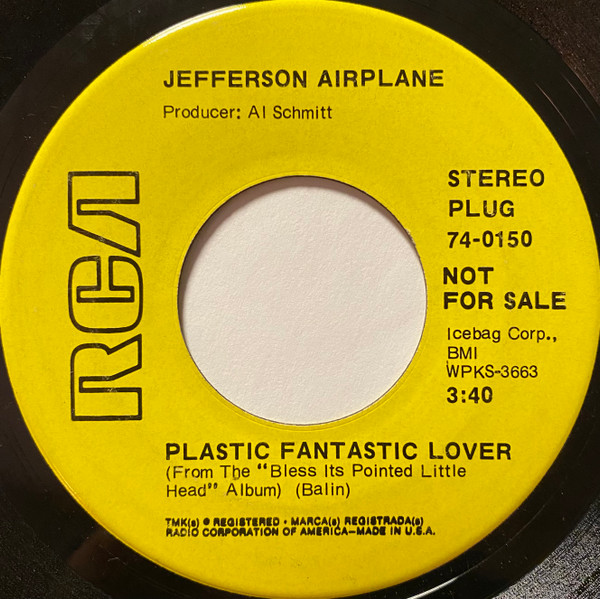 JEFFERSON AIRPLANE
Producer: Al Schmitt
RCA
STEREO
PLUG
74-0150
NOT
FOR SALE
Icebag Corp.,
BMI
WPKS-3663
3:40
PLASTIC FANTASTIC LOVER
(From The "Bless Its Pointed Little
Head" Album) (Balin)
TMK(s) ® REGISTERED • MARCA(s) REGISTRADA(s)
RADIO CORPORATION OF AMERICA—MADE IN U.S.A.